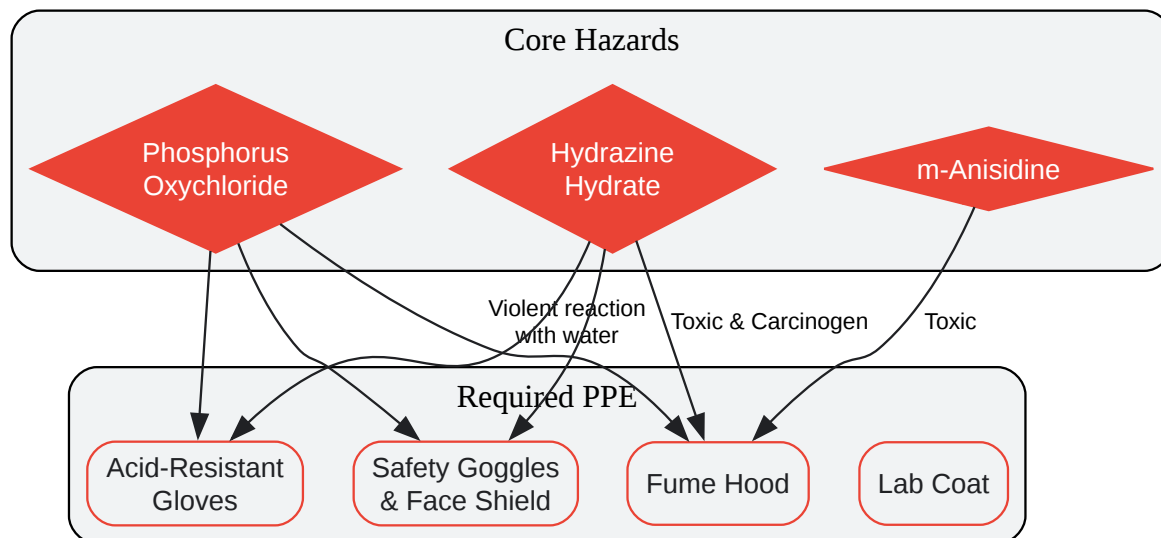 Core Hazards
Phosphorus
Oxychloride
Hydrazine
Hydrate
m-Anisidine
Violent reaction
with water
Toxic & Carcinogen
Toxic
Required PPE
Acid-Resistant
Gloves
Safety Goggles
& Face Shield
Fume Hood
Lab Coat